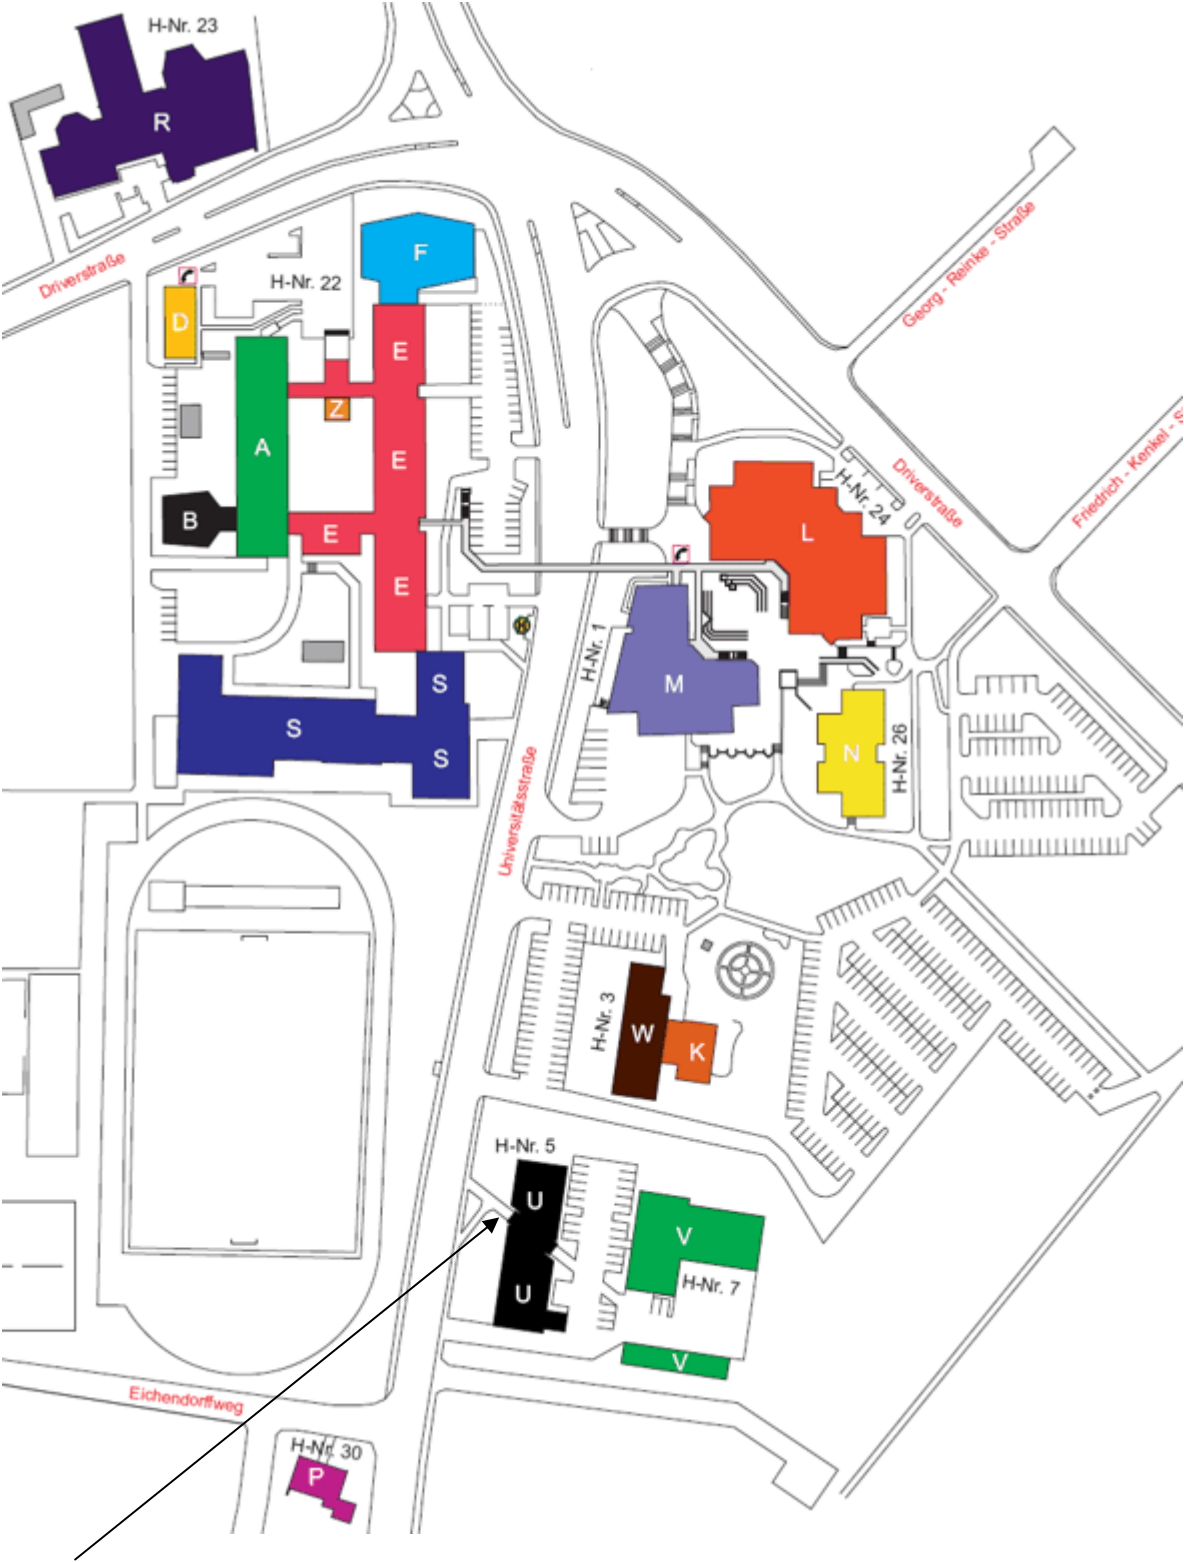 H-Nr. 23
R
Driverstraße
H-Nr. 22
F
D
E
Z
A
E
B
E
E
S
S
S
Georg - Reinke - Straße
Driverstraße
Friedrich - Kenkel - S
H-Nr. 24
L
H-Nr. 1
M
N
H-Nr. 26
H
Universitätsstraße
H-Nr. 3
W
K
H-Nr. 5
U
U
V
H-Nr. 7
V
Eichendorffweg
H-Nr. 30
P